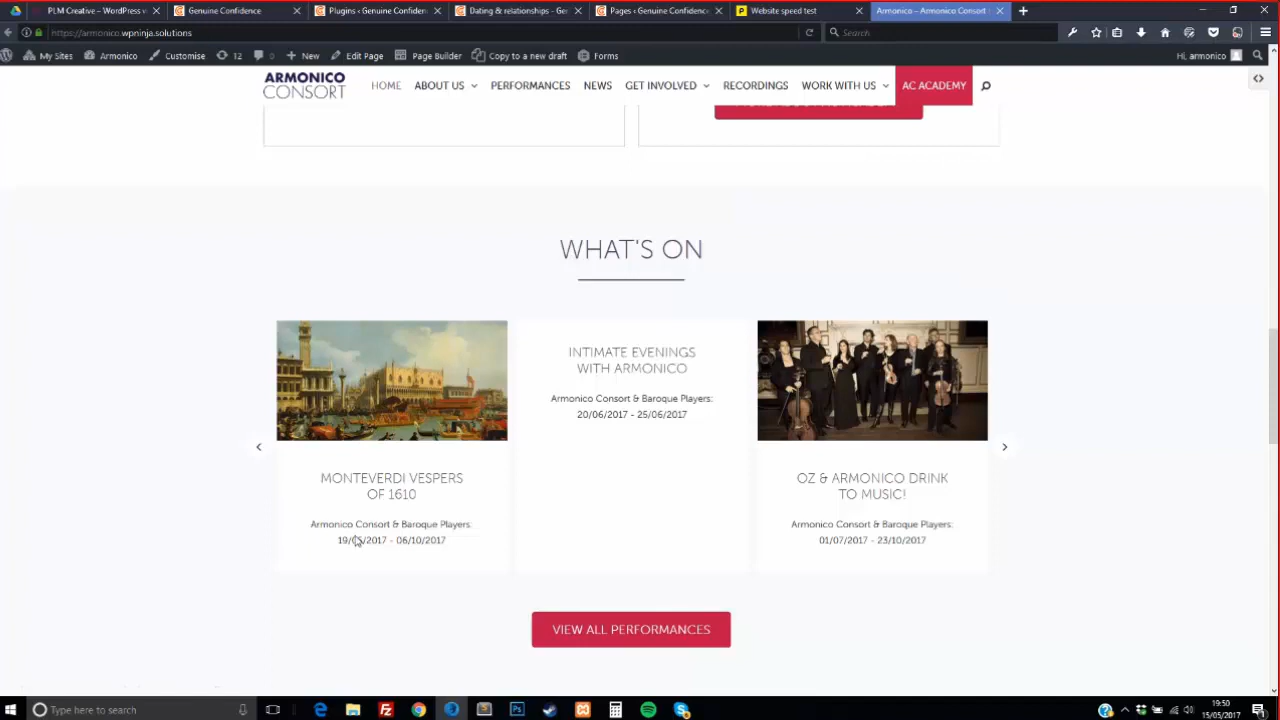 PLM Creative – WordPress v
Genuine Confidence
Plugins ‹ Genuine Confiden
Dating & relationships - Ge
Pages ‹ Genuine Confidence
Website speed test
Armonico – Armonico Consort
https://armonico.wpninja.solutions
Search
My Sites
Armonico
Customise
12
0
New
Edit Page
Page Builder
Copy to a new draft
Forms
Hi, armonico
ARMONICO
CONSORT
HOME
ABOUT US
PERFORMANCES
NEWS
GET INVOLVED
RECORDINGS
WORK WITH US
AC ACADEMY
WHAT'S ON
MONTEVERDI VESPERS
OF 1610
Armonico Consort & Baroque Players:
- 06/10/2017
INTIMATE EVENINGS
WITH ARMONICO
Armonico Consort & Baroque Players:
20/06/2017 - 25/06/2017
OZ & ARMONICO DRINK
TO MUSIC!
Armonico Consort & Baroque Players:
01/07/2017 - 23/10/2017
VIEW ALL PERFORMANCES
Type here to search
19:50
15/05/2017